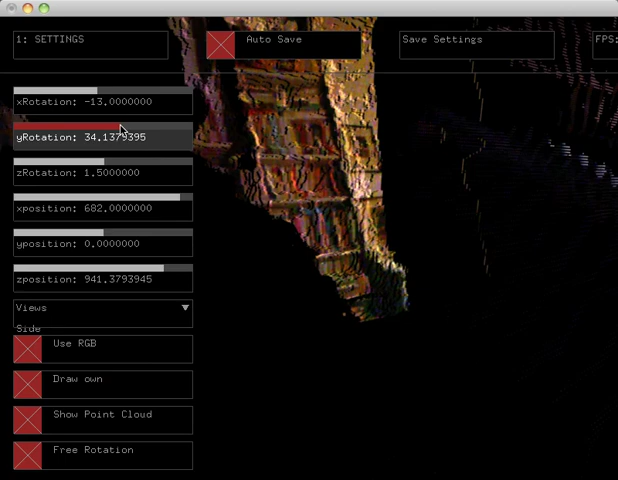 1: SETTINGS
Auto Save
Save Settings
FPS:
xRotation: -13.0000000
yRotation: 34.1379395
zRotation: 1.5000000
xposition: 682.0000000
yposition: 0.0000000
zposition: 941.3793945
Views
Side
Use RGB
Draw own
Show Point Cloud
Free Rotation